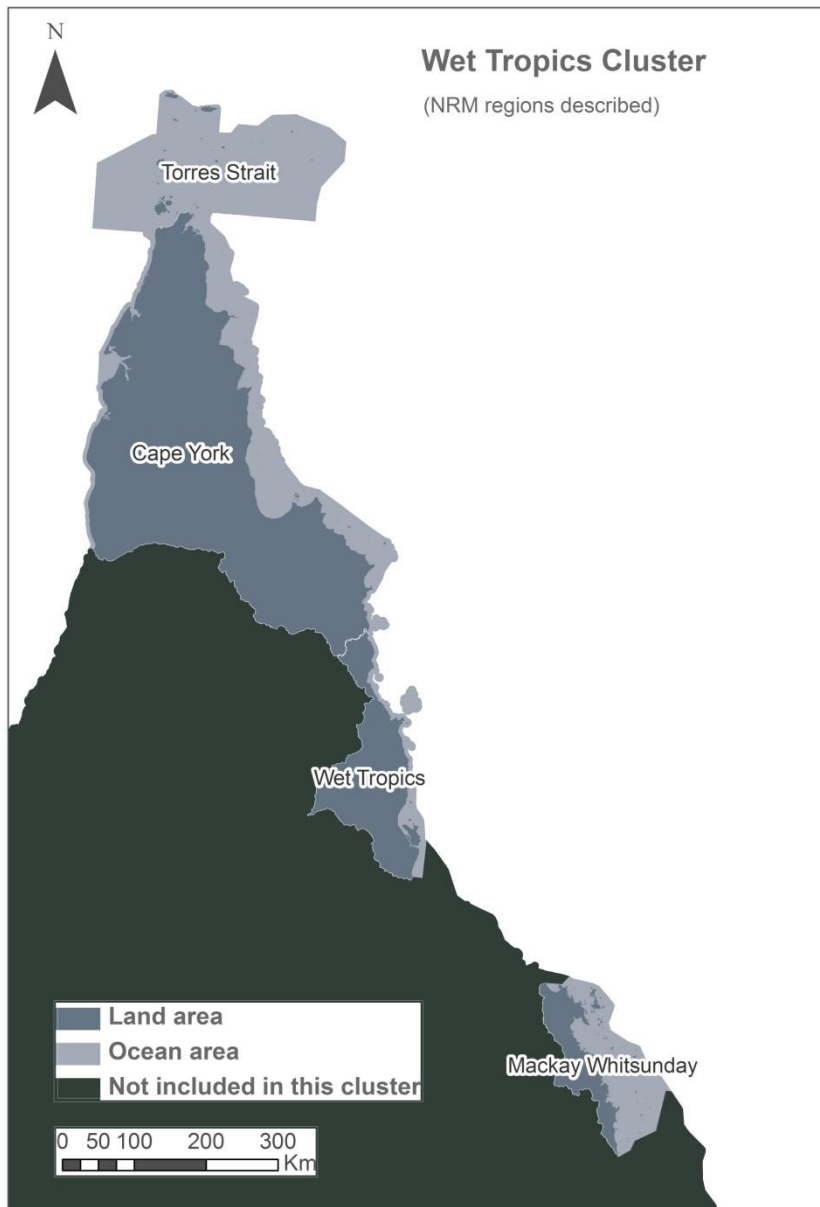 N
Wet Tropics Cluster
(NRM regions described)
Torres Strait
Cape York
Wet Tropics
Mackay Whitsunday
Land area
Ocean area
Not included in this cluster
0 50 100 200 300
Km